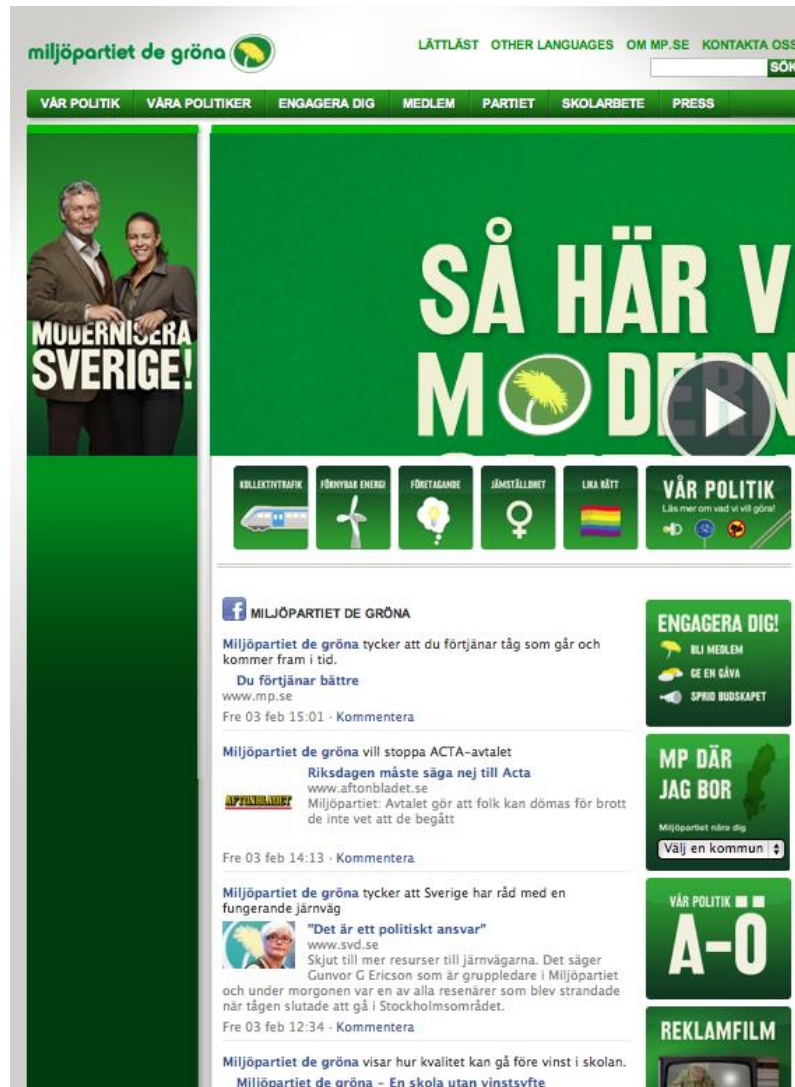 miljöpartiet de gröna
LÄTTLÄST OTHER LANGUAGES OM MP.SE KONTAKTA OSS
SÖK
VÅR POLITIK VÅRA POLITIKER ENGAGERA DIG MEDLEM PARTIET SKOLARBETE PRESS
MODERNISERA
SVERIGE!
SÅ HÄR V
M DERN
KOLLEKTIVTRAFIK FÖRNYBAR ENERGI FÖRETAGANDE JÄMSTÄLLDHET LIKA RÄTT
VÅR POLITIK
Läs mer om vad vi vill göra!
MILJÖPARTIET DE GRÖNA
Miljöpartiet de gröna tycker att du förtjänar tåg som går och
kommer fram i tid.
Du förtjänar bättre
www.mp.se
Fre 03 feb 15:01 · Kommentera
Miljöpartiet de gröna vill stoppa ACTA-avtalet
Riksdagen måste säga nej till Acta
www.aftonbladet.se
AFTONBLADET
Miljöpartiet: Avtalet gör att folk kan dömas för brott
de inte vet att de begått
Fre 03 feb 14:13 · Kommentera
Miljöpartiet de gröna tycker att Sverige har råd med en
fungerande järnväg
"Det är ett politiskt ansvar"
www.svd.se
Skjut till mer resurser till järnvägarna. Det säger
Gunvor G Ericson som är gruppledare i Miljöpartiet
och under morgonen var en av alla resenärer som blev strandade
när tågen slutade att gå i Stockholmsområdet.
Fre 03 feb 12:34 · Kommentera
Miljöpartiet de gröna visar hur kvalitet kan gå före vinst i skolan.
Miljöpartiet de gröna – En skola utan vinstsyfte
ENGAGERA DIG!
BLI MEDLEM
GE EN GÅVA
SPRID BUDSKAPET
MP DÄR
JAG BOR
Miljöpartiet nära dig
Välj en kommun
VÅR POLITIK
A–Ö
REKLAMFILM